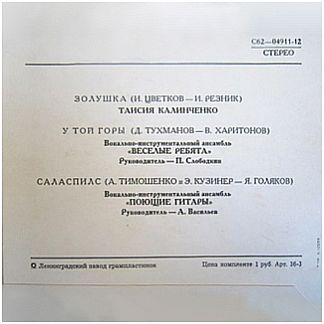 С62—04911-12
СТЕРЕО
ЗОЛУШКА (И. ЦВЕТКОВ — И. РЕЗНИК)
ТАИСИЯ КАЛИНЧЕНКО
У ТОЙ ГОРЫ (Д. ТУХМАНОВ — В. ХАРИТОНОВ)
Вокально-инструментальный ансамбль
«ВЕСЕЛЫЕ РЕБЯТА»
Руководитель — П. Слободкин
САЛАСПИЛС (А. ТИМОШЕНКО и Э. КУЗИНЕР — Я. ГОЛЯКОВ)
Вокально-инструментальный ансамбль
«ПОЮЩИЕ ГИТАРЫ»
Руководитель — А. Васильев
Ленинградский завод грампластинок
Цена комплекта 1 руб. Арт. 16-3